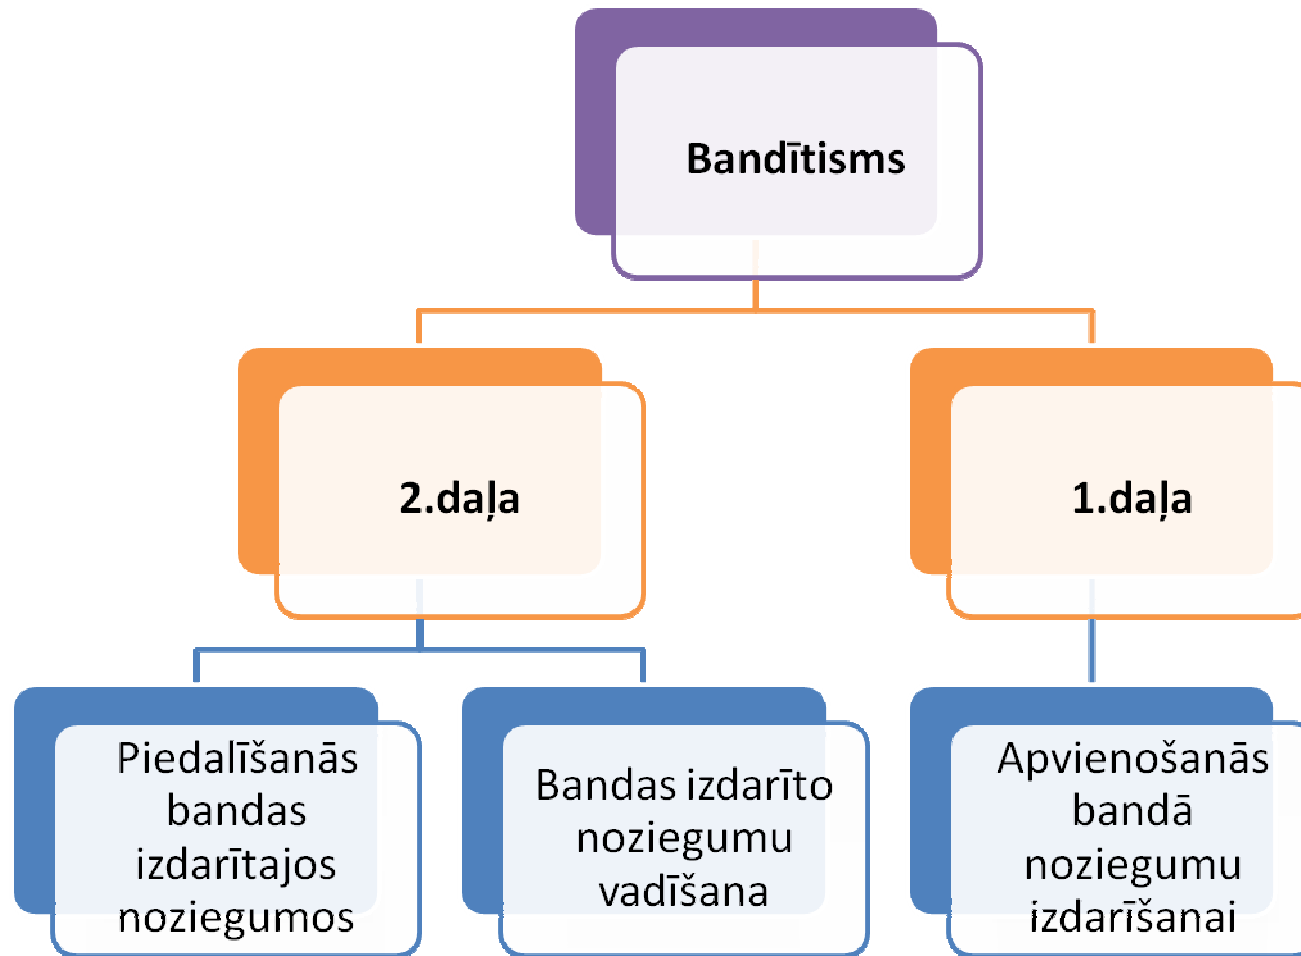 Bandītisms
2.daļa
1.daļa
Piedalīšanās
bandas
izdarītajos
noziegumos
Bandas izdarīto
noziegumu
vadīšana
Apvienošanās
bandā
noziegumu
izdarīšanai